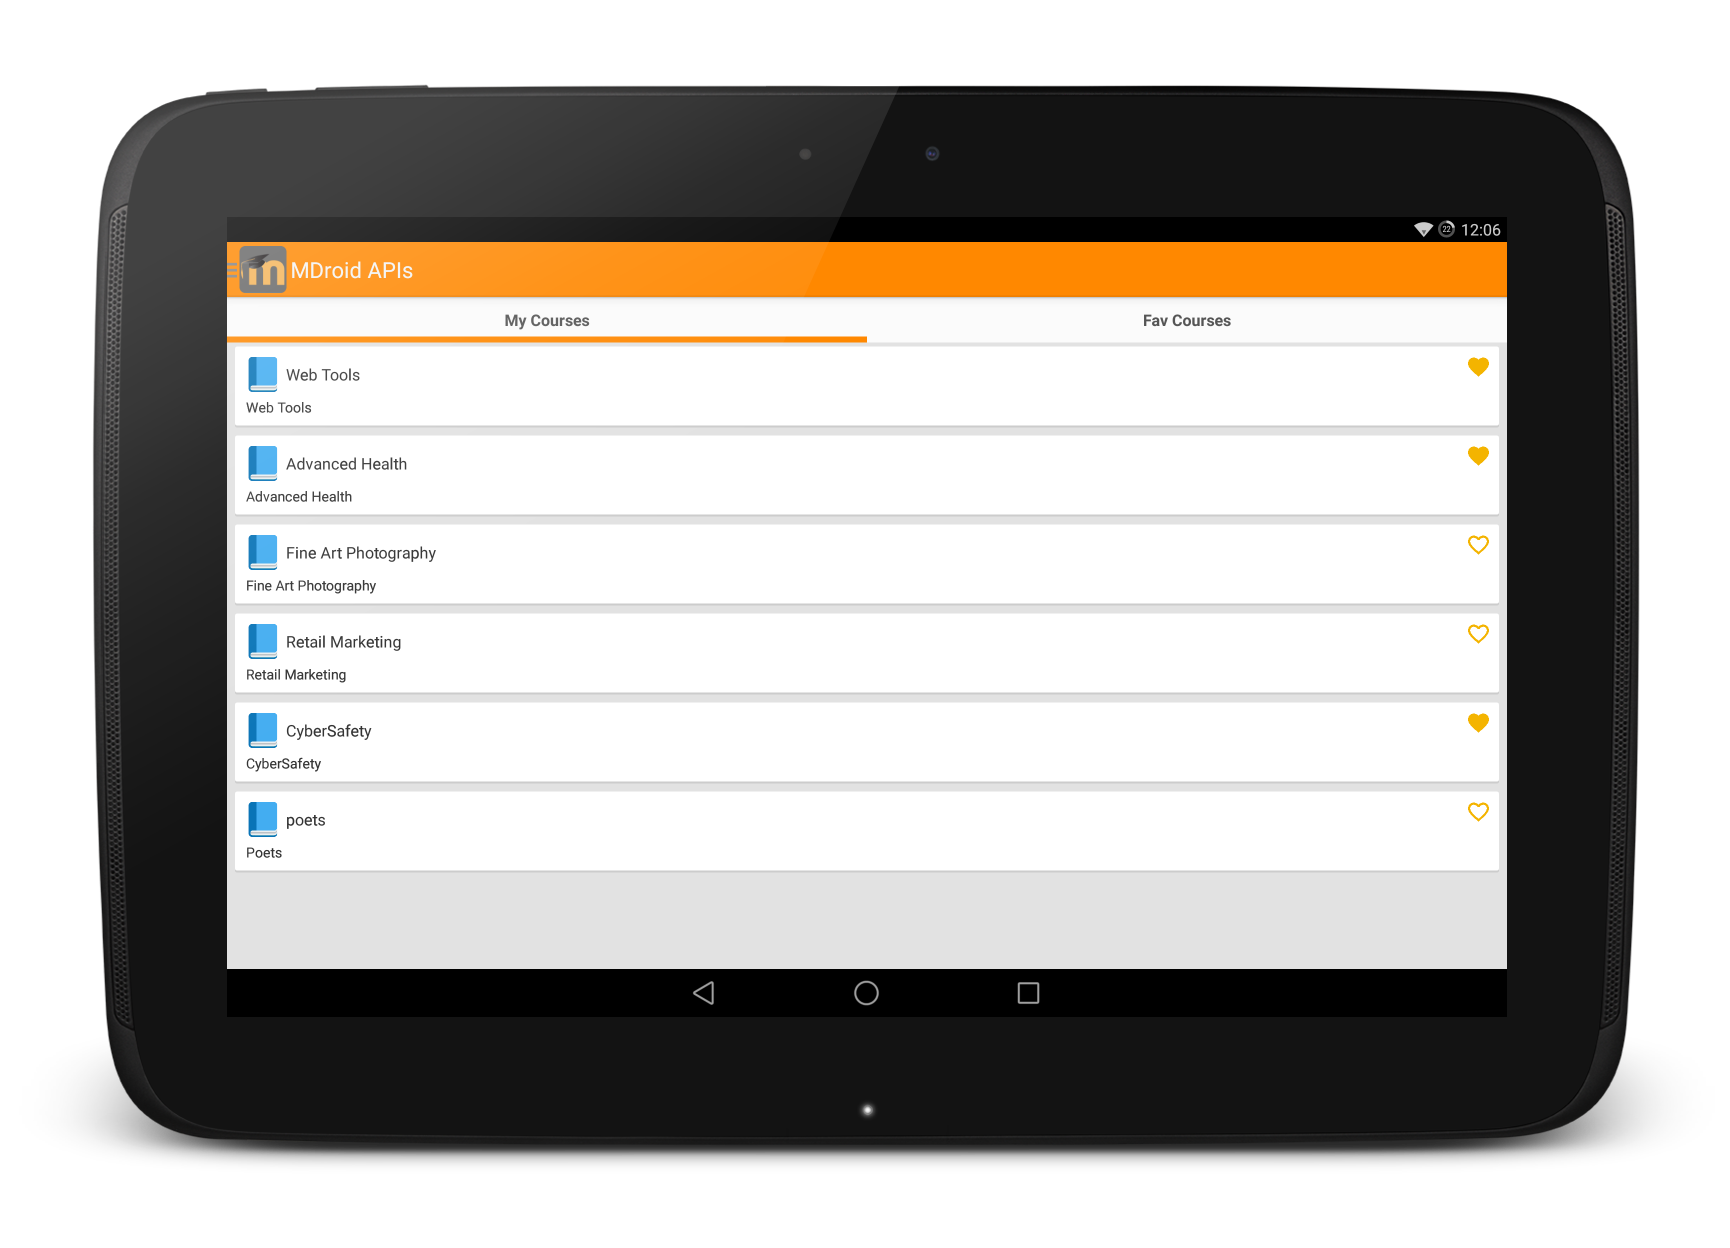 22
12:06
m MDroid APIs
My Courses
Fav Courses
Web Tools
Web Tools
Advanced Health
Advanced Health
Fine Art Photography
Fine Art Photography
Retail Marketing
Retail Marketing
CyberSafety
CyberSafety
poets
Poets